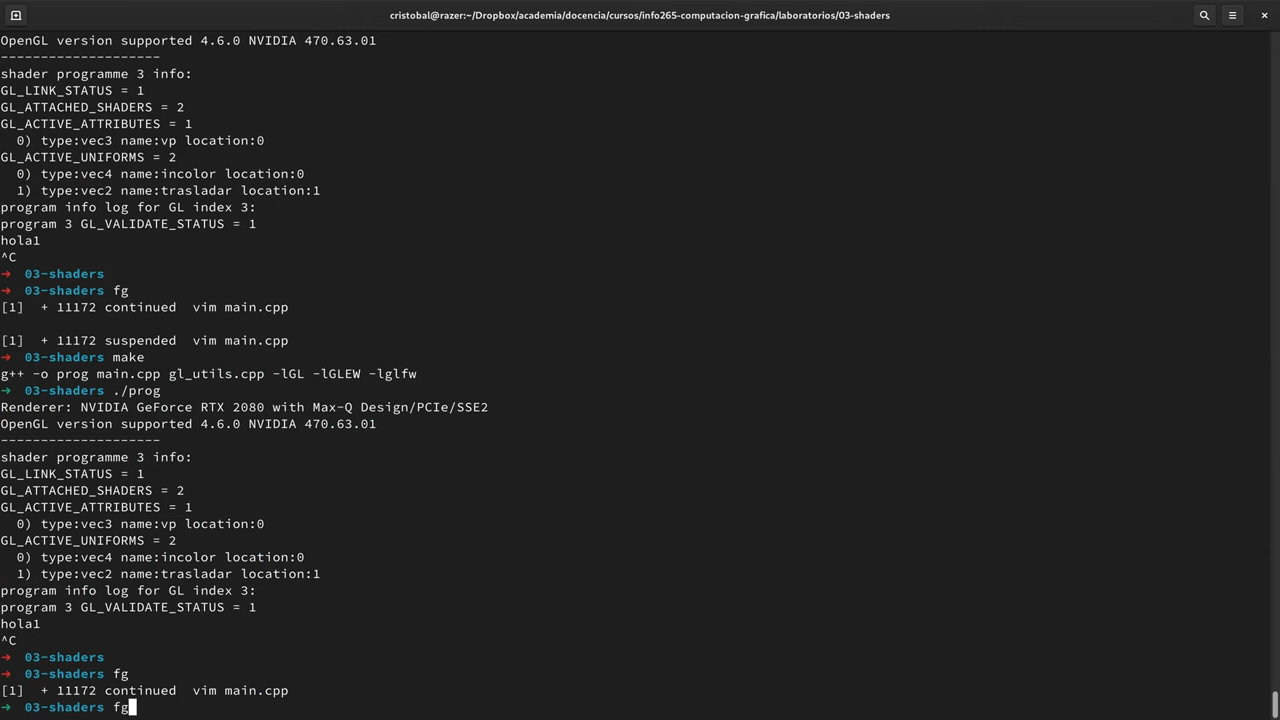 cristobal@razer:~/Dropbox/academia/docencia/cursos/info265-computacion-grafica/laboratorios/03-shaders
OpenGL version supported 4.6.0 NVIDIA 470.63.01
--------------------
shader programme 3 info:
GL_LINK_STATUS = 1
GL_ATTACHED_SHADERS = 2
GL_ACTIVE_ATTRIBUTES = 1
  0) type:vec3 name:vp location:0
GL_ACTIVE_UNIFORMS = 2
  0) type:vec4 name:incolor location:0
  1) type:vec2 name:trasladar location:1
program info log for GL index 3:
program 3 GL_VALIDATE_STATUS = 1
hola1
^C
➜  03-shaders
➜  03-shaders fg
[1]  + 11172 continued  vim main.cpp
[1]  + 11172 suspended  vim main.cpp
➜  03-shaders make
g++ -o prog main.cpp gl_utils.cpp -lGL -lGLEW -lglfw
➜  03-shaders ./prog
Renderer: NVIDIA GeForce RTX 2080 with Max-Q Design/PCIe/SSE2
OpenGL version supported 4.6.0 NVIDIA 470.63.01
--------------------
shader programme 3 info:
GL_LINK_STATUS = 1
GL_ATTACHED_SHADERS = 2
GL_ACTIVE_ATTRIBUTES = 1
  0) type:vec3 name:vp location:0
GL_ACTIVE_UNIFORMS = 2
  0) type:vec4 name:incolor location:0
  1) type:vec2 name:trasladar location:1
program info log for GL index 3:
program 3 GL_VALIDATE_STATUS = 1
hola1
^C
➜  03-shaders
➜  03-shaders fg
[1]  + 11172 continued  vim main.cpp
➜  03-shaders fg